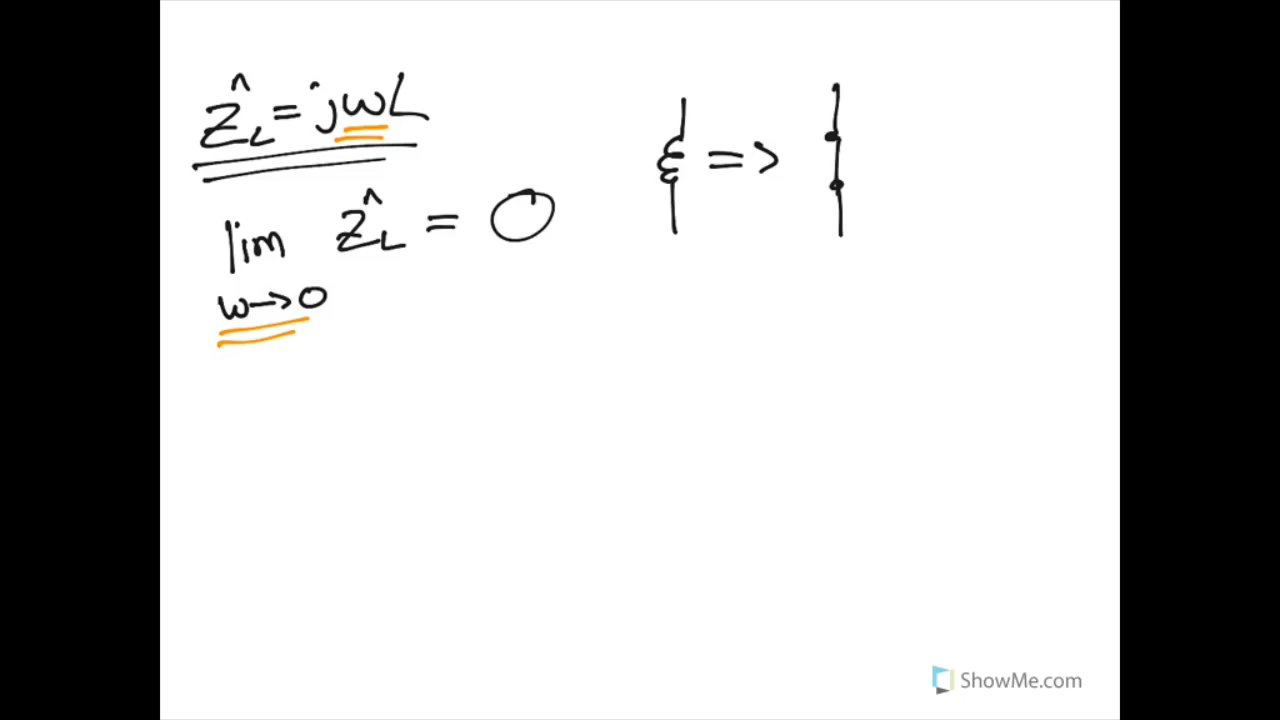 Ẑ_L = jωL
lim Ẑ_L = 0
ω→0
=>
ShowMe.com